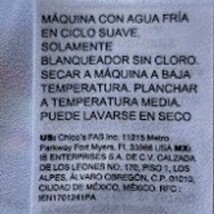 MÁQUINA CON AGUA FRÍA
EN CICLO SUAVE,
SOLAMENTE
BLANQUEADOR SIN CLORO.
SECAR A MÁQUINA A BAJA
TEMPERATURA. PLANCHAR
A TEMPERATURA MEDIA.
PUEDE LAVARSE EN SECO
US: Chico's FAS Inc. 11215 Metro
Parkway Fort Myers, FL 33966 USA MX:
IB ENTERPRISES S.A. DE C.V. CALZADA
DE LOS LEONES NO. 170, PISO 1, LOS
ALPES, ÁLVARO OBREGÓN, C.P. 01010,
CIUDAD DE MÉXICO, MÉXICO. RFC:
IEN1701241PA